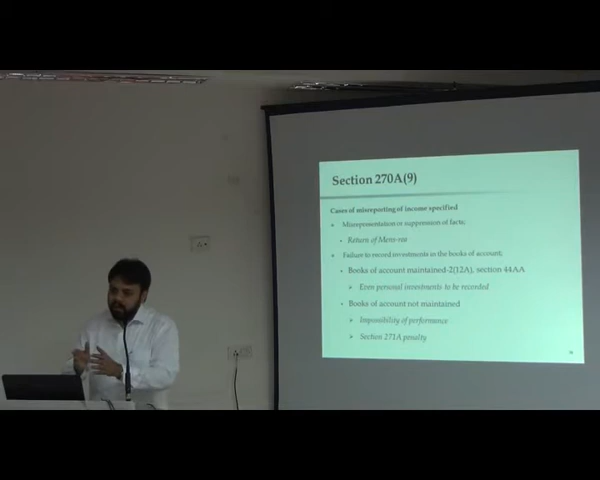 Section 270A(9)
Cases of misreporting of income specified
Misrepresentation or suppression of facts;
Return of Mens-rea
Failure to record investments in the books of account;
Books of account maintained-2(12A), section 44AA
Even personal investments to be recorded
Books of account not maintained
Impossibility of performance
Section 271A penalty